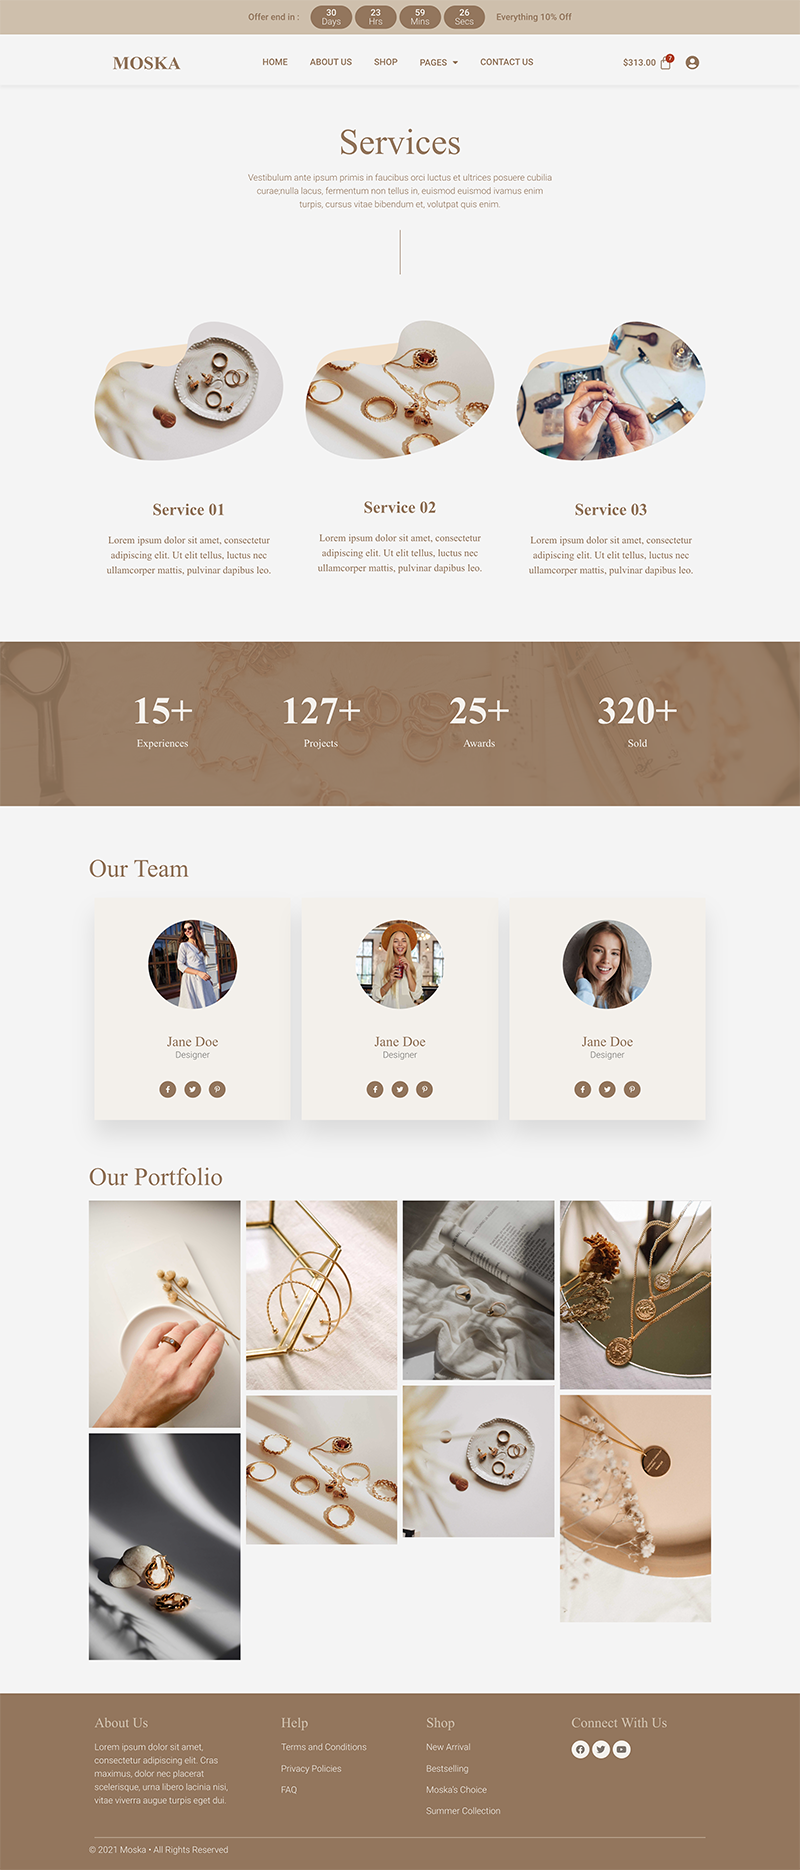 Offer end in :
30
Days
23
Hrs
59
Mins
26
Secs
Everything 10% Off
MOSKA
HOME
ABOUT US
SHOP
PAGES
CONTACT US
$313.00
Services
Vestibulum ante ipsum primis in faucibus orci luctus et ultrices posuere cubilia
curae;nulla lacus, fermentum non tellus in, euismod euismod ivamus enim
turpis, cursus vitae bibendum et, volutpat quis enim.
Service 01
Lorem ipsum dolor sit amet, consectetur
adipiscing elit. Ut elit tellus, luctus nec
ullamcorper mattis, pulvinar dapibus leo.
Service 02
Lorem ipsum dolor sit amet, consectetur
adipiscing elit. Ut elit tellus, luctus nec
ullamcorper mattis, pulvinar dapibus leo.
Service 03
Lorem ipsum dolor sit amet, consectetur
adipiscing elit. Ut elit tellus, luctus nec
ullamcorper mattis, pulvinar dapibus leo.
15+
Experiences
127+
Projects
25+
Awards
320+
Sold
Our Team
Jane Doe
Designer
Jane Doe
Designer
Jane Doe
Designer
Our Portfolio
About Us
Lorem ipsum dolor sit amet,
consectetur adipiscing elit. Cras
maximus, dolor nec placerat
scelerisque, urna libero lacinia nisi,
vitae viverra augue turpis eget dui.
Help
Terms and Conditions
Privacy Policies
FAQ
Shop
New Arrival
Bestselling
Moska's Choice
Summer Collection
Connect With Us
© 2021 Moska • All Rights Reserved